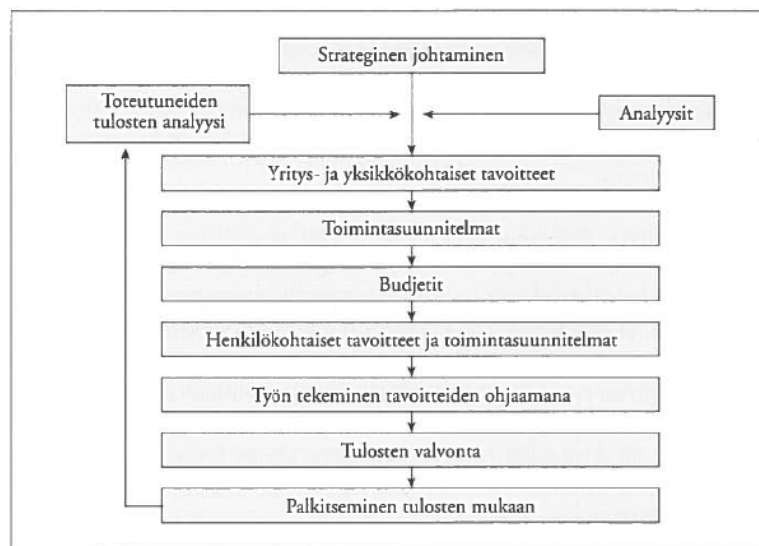 Strateginen johtaminen
Toteutuneiden
tulosten analyysi
Analyysit
Yritys- ja yksikkökohtaiset tavoitteet
Toimintasuunnitelmat
Budjetit
Henkilökohtaiset tavoitteet ja toimintasuunnitelmat
Työn tekeminen tavoitteiden ohjaamana
Tulosten valvonta
Palkitseminen tulosten mukaan